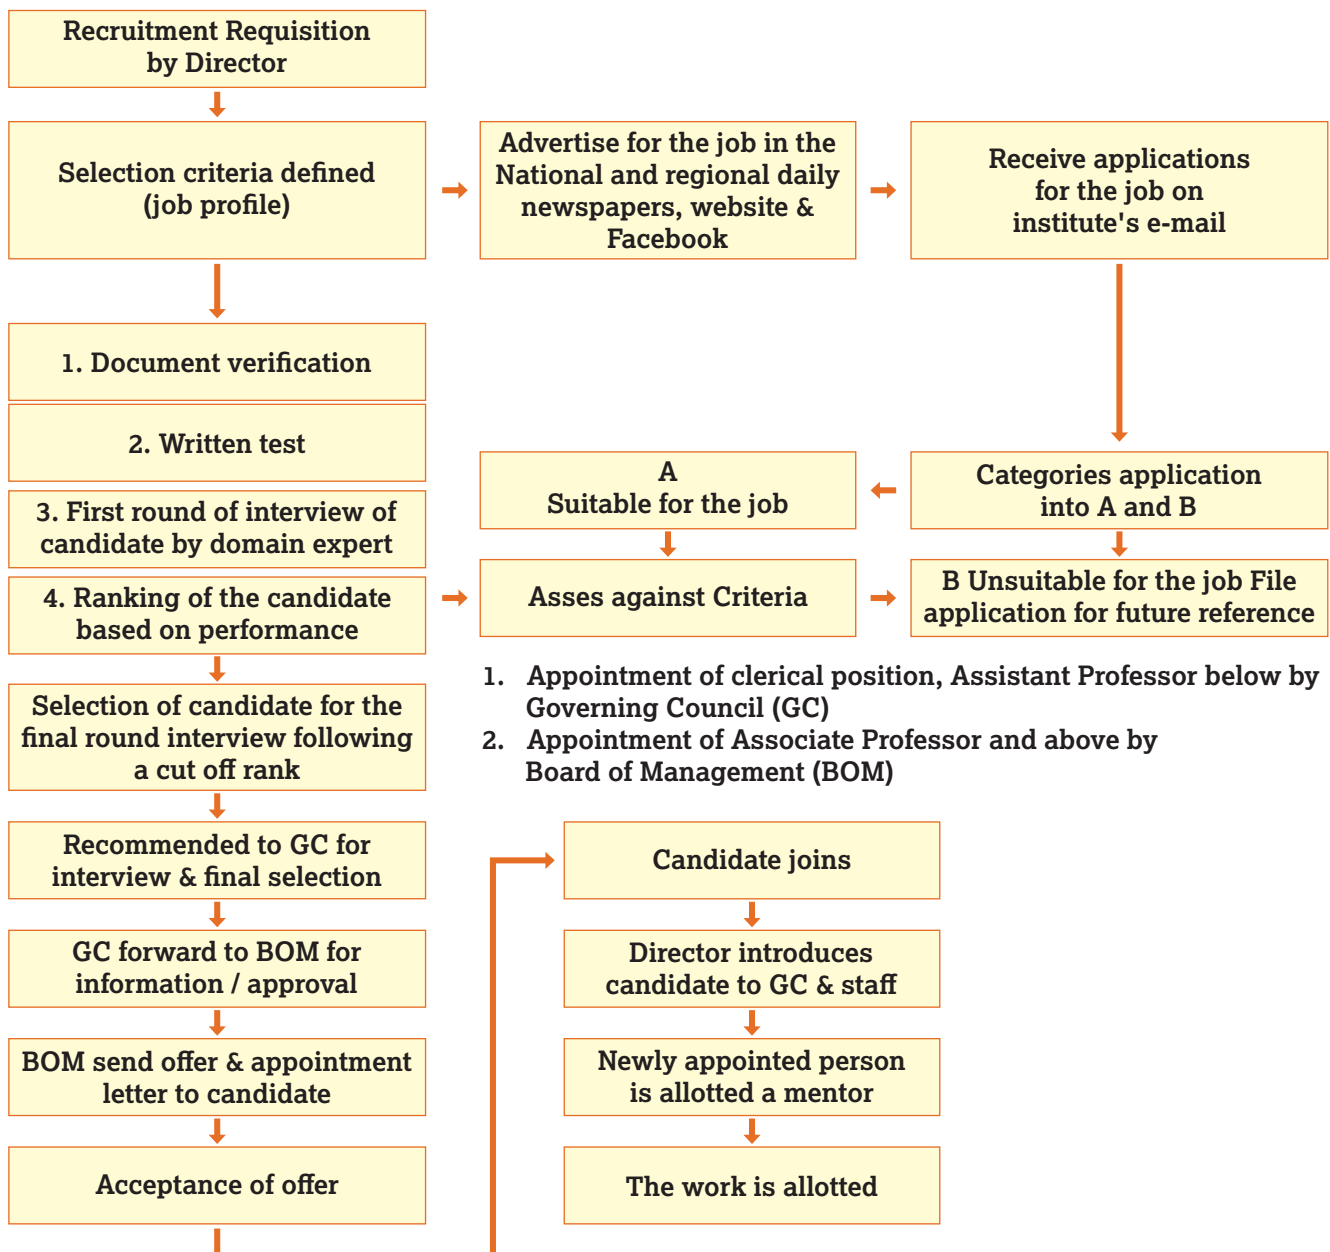 Recruitment Requisition
by Director
Selection criteria defined
(job profile)
Advertise for the job in the
National and regional daily
newspapers, website &
Facebook
Receive applications
for the job on
institute's e-mail
1. Document verification
2. Written test
3. First round of interview of
candidate by domain expert
4. Ranking of the candidate
based on performance
A
Suitable for the job
Categories application
into A and B
Asses against Criteria
B Unsuitable for the job File
application for future reference
1. Appointment of clerical position, Assistant Professor below by
Governing Council (GC)
2. Appointment of Associate Professor and above by
Board of Management (BOM)
Selection of candidate for the
final round interview following
a cut off rank
Recommended to GC for
interview & final selection
GC forward to BOM for
information / approval
BOM send offer & appointment
letter to candidate
Acceptance of offer
Candidate joins
Director introduces
candidate to GC & staff
Newly appointed person
is allotted a mentor
The work is allotted